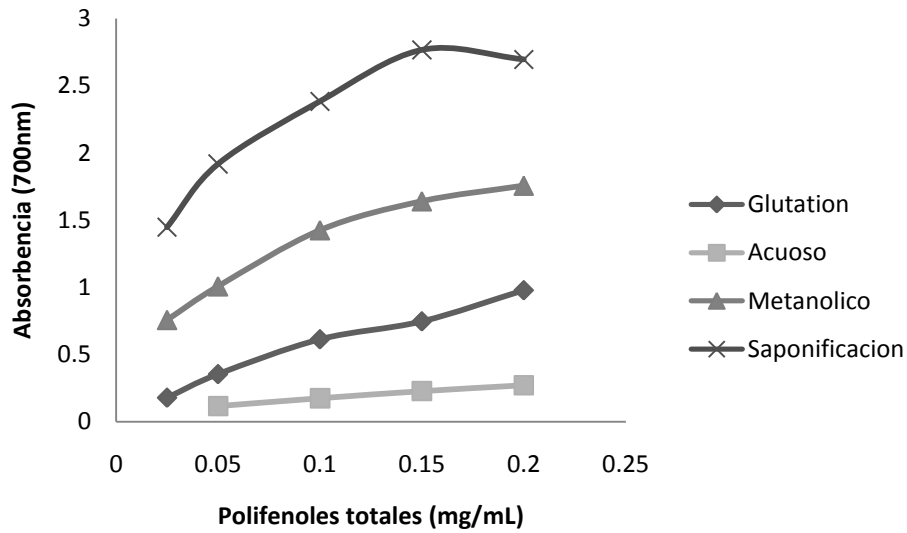 3
2.5
2
1.5
1
0.5
0
Absorbencia (700nm)
0 0.05 0.1 0.15 0.2 0.25
Polifenoles totales (mg/mL)
Glutation
Acuoso
Metanolico
Saponificacion